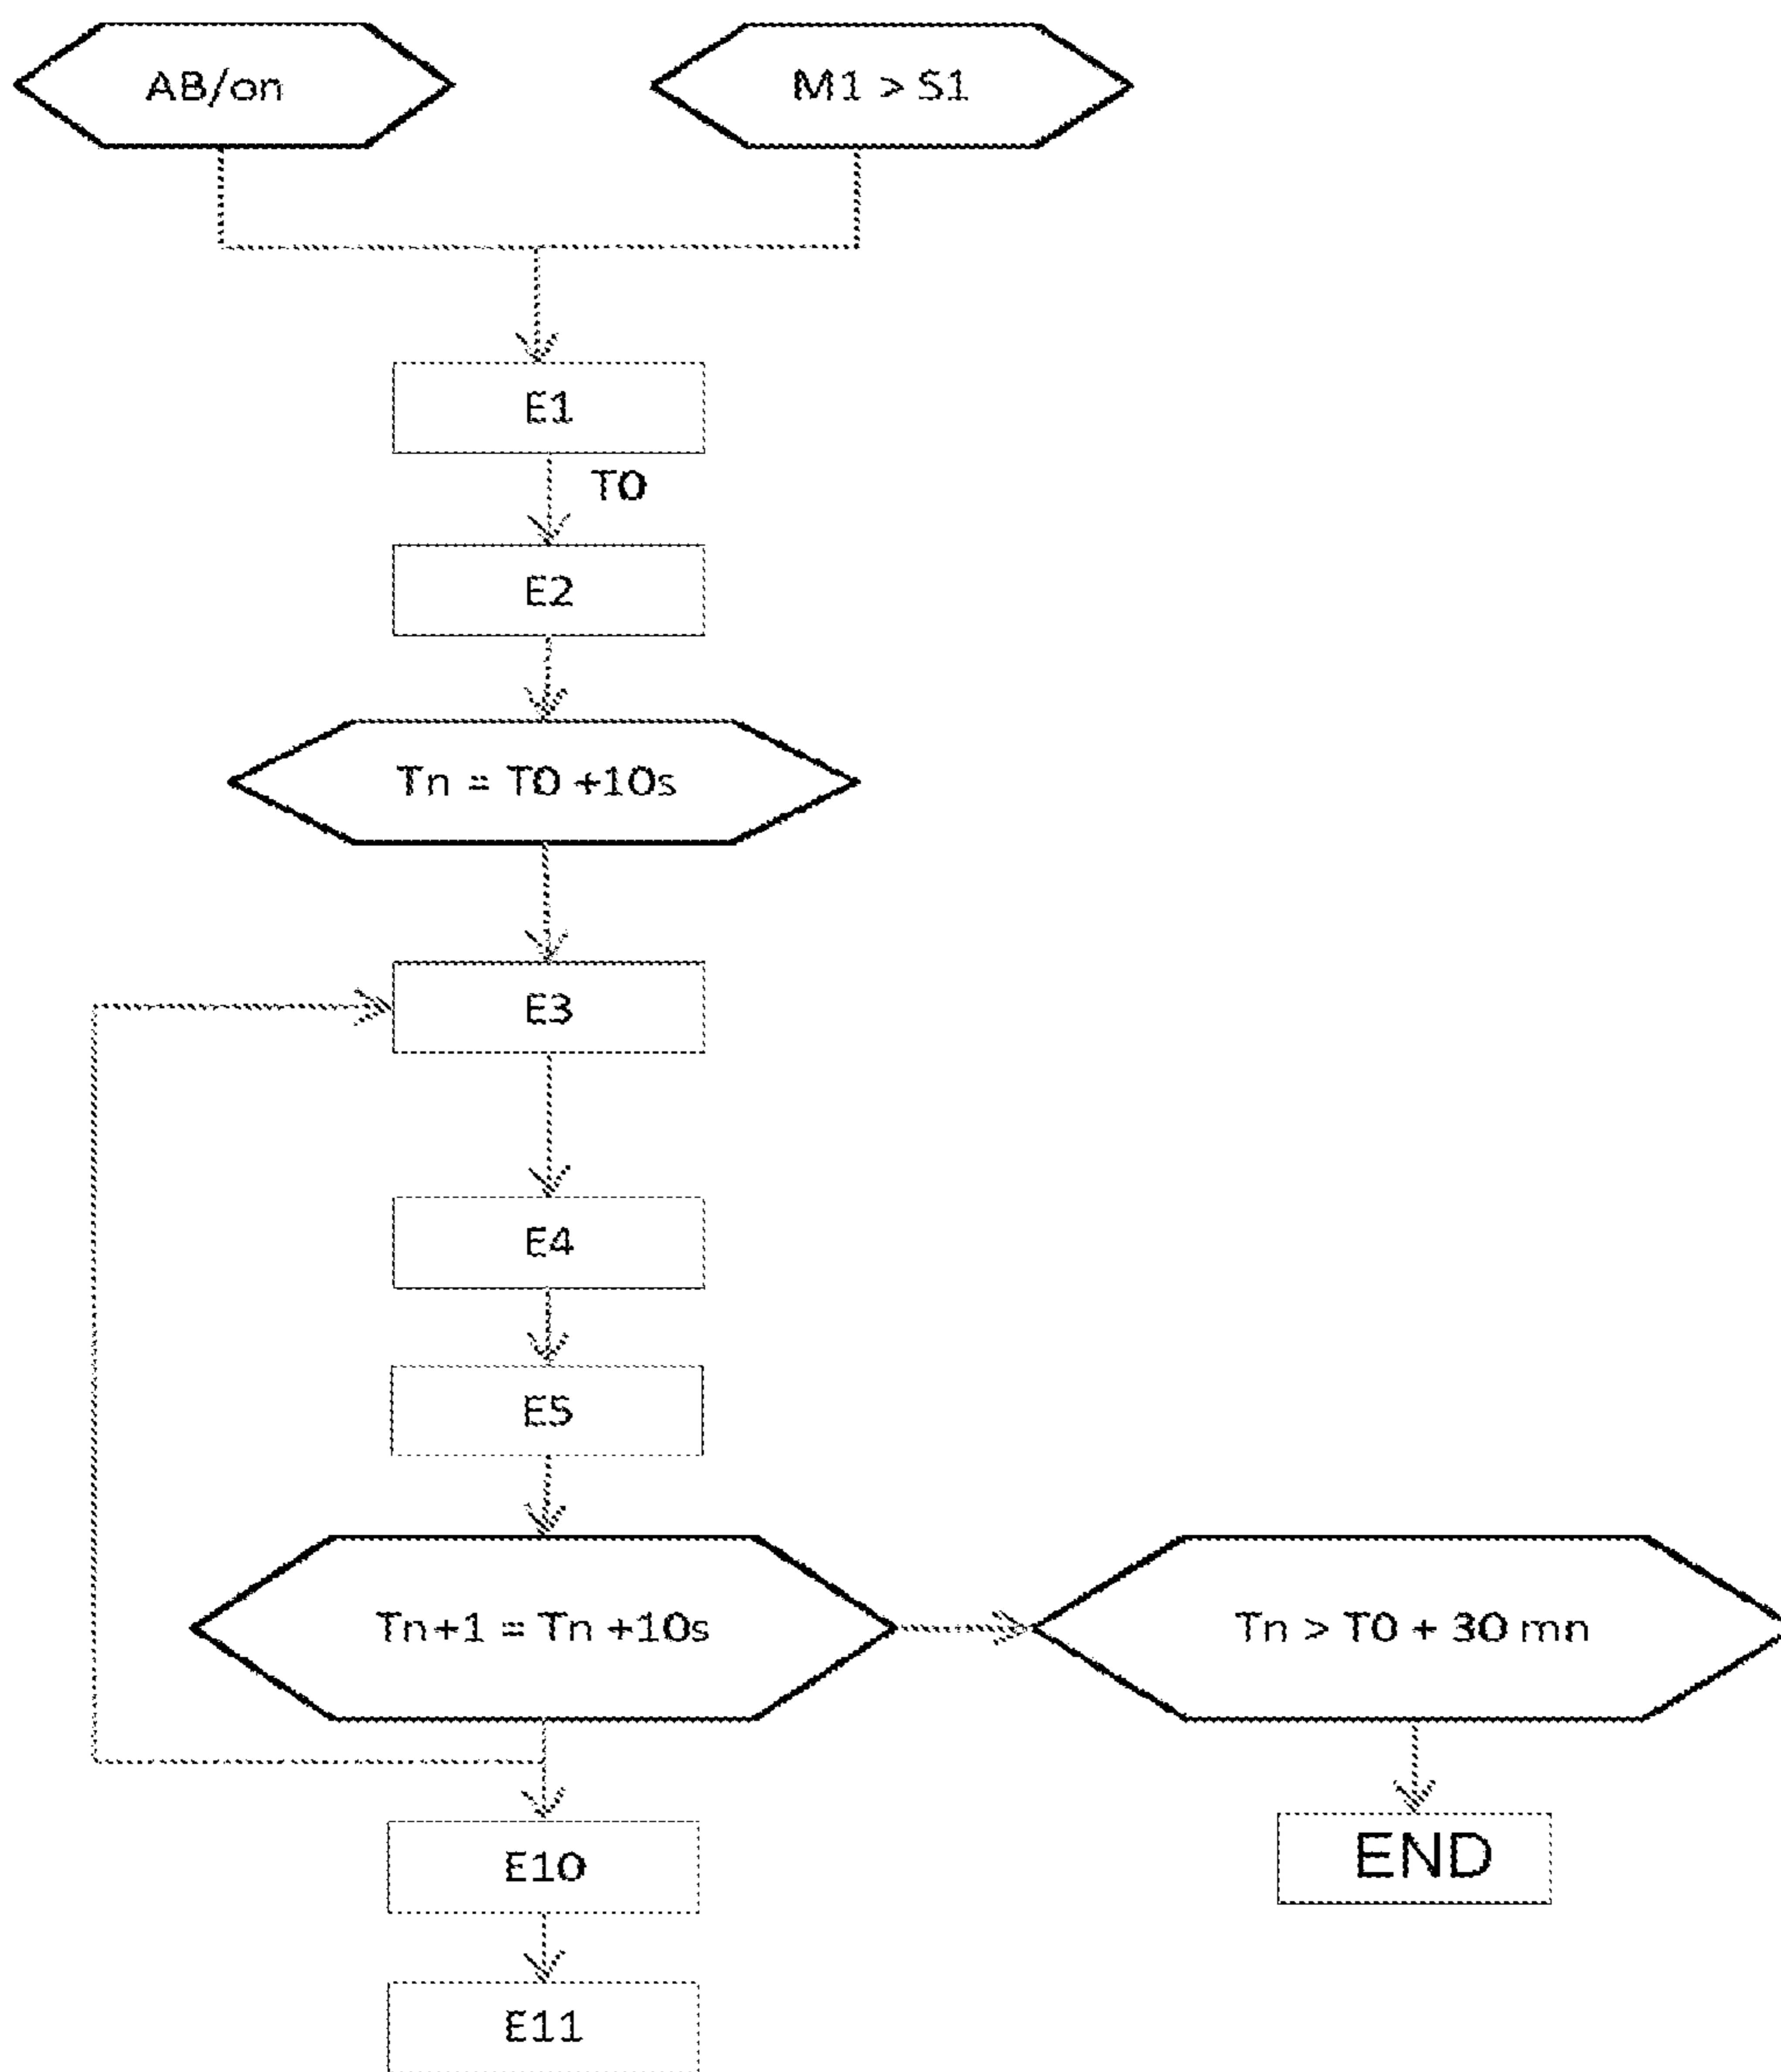 AB/on
M1 > S1
E1
T0
E2
Tn = T0 +10s
E3
E4
E5
Tn+1 = Tn +10s
Tn > T0 + 30 mn
E10
END
E11